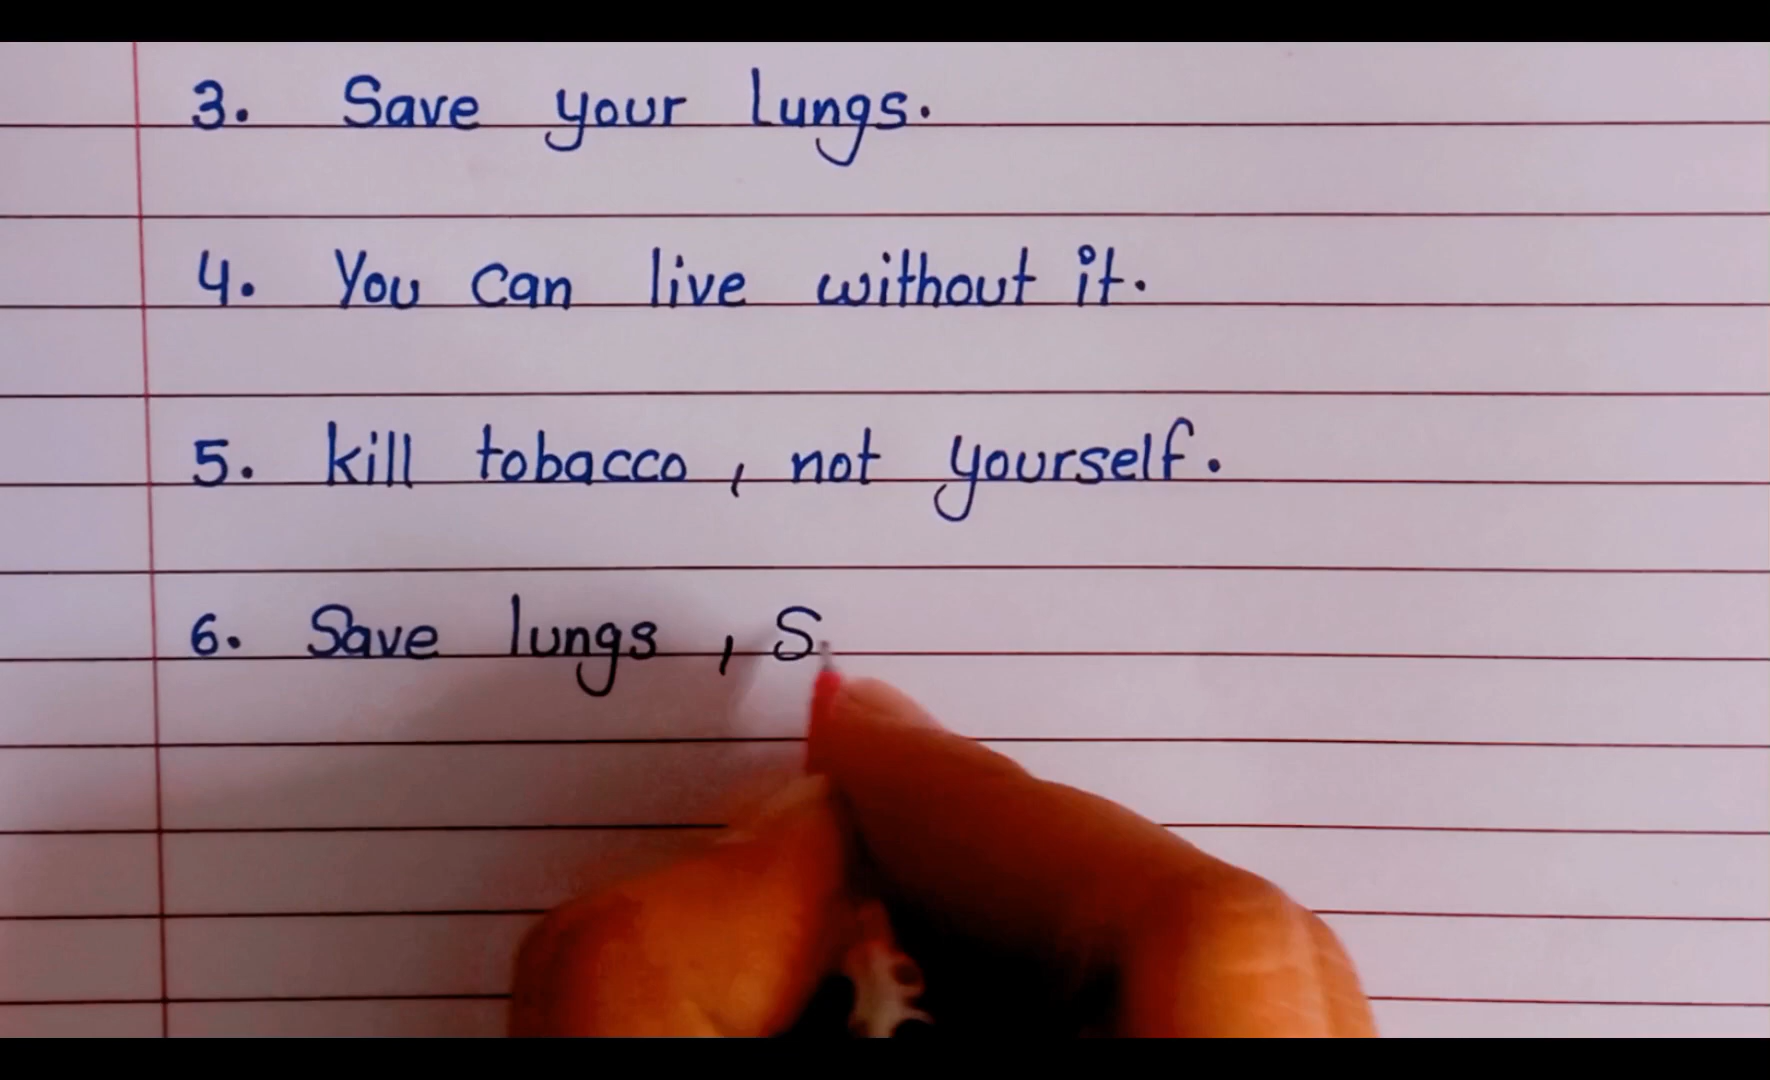 3. Save your lungs.
4. You can live without it.
5. kill tobacco, not yourself.
6. Save lungs, S